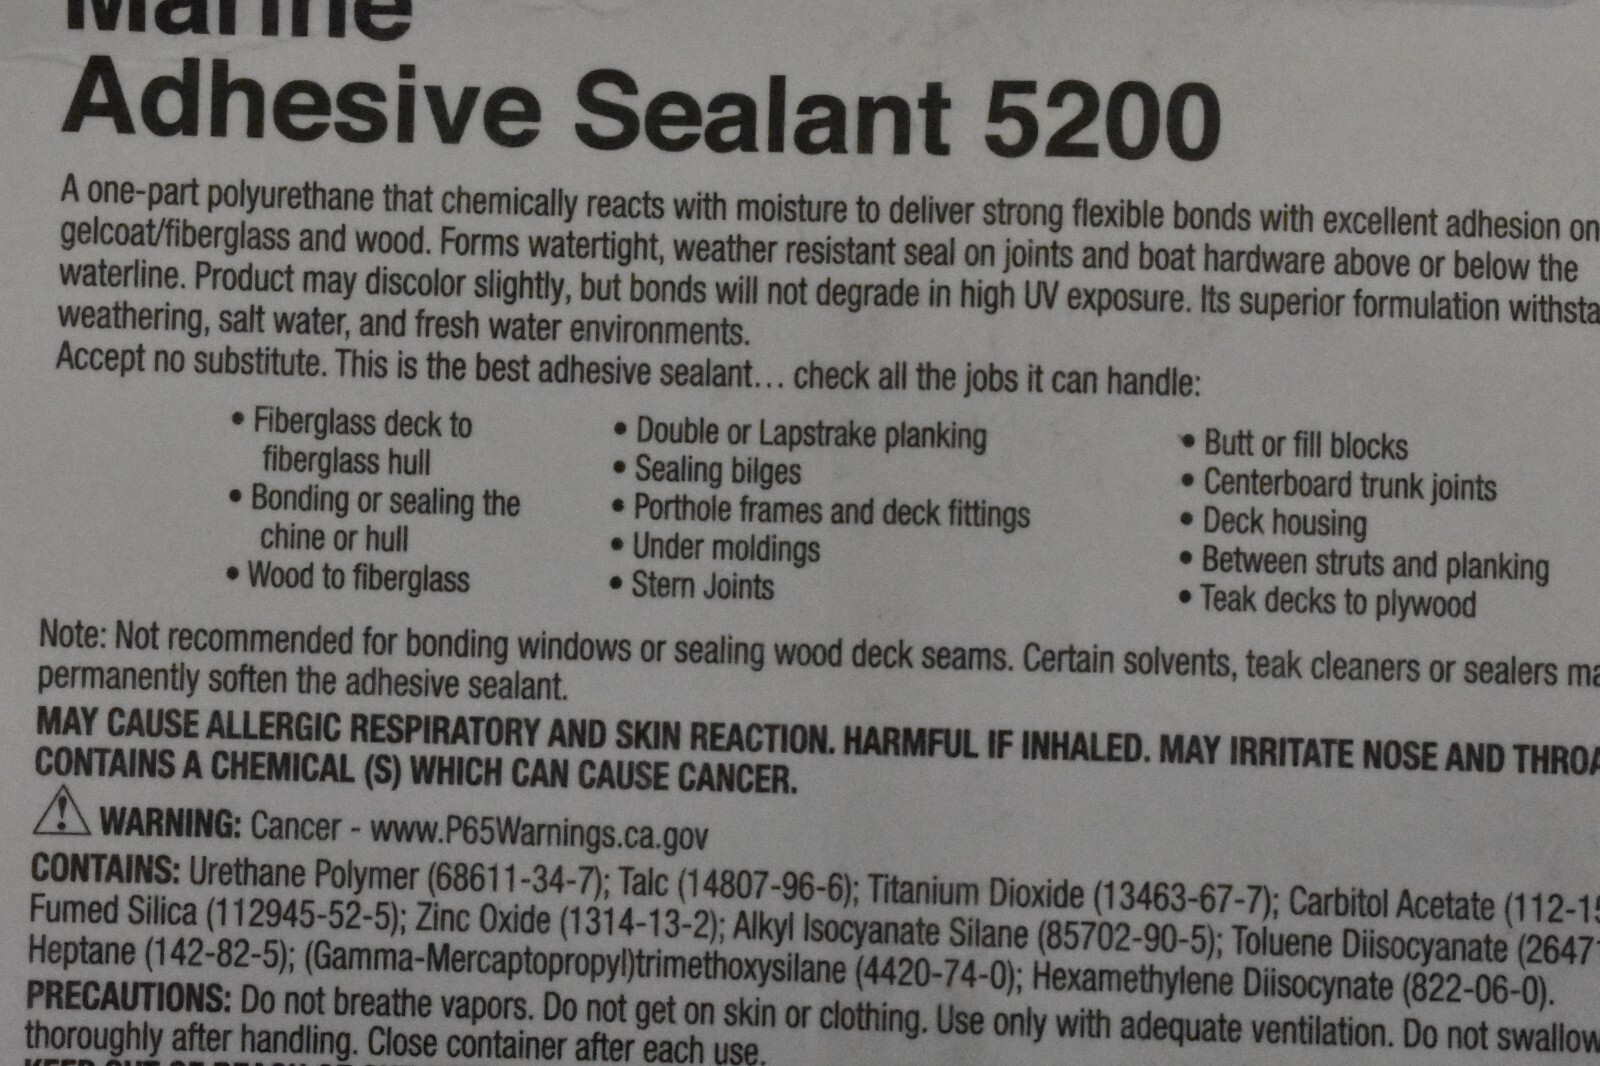 Marine
Adhesive Sealant 5200
A one-part polyurethane that chemically reacts with moisture to deliver strong flexible bonds with excellent adhesion on
gelcoat/fiberglass and wood. Forms watertight, weather resistant seal on joints and boat hardware above or below the
waterline. Product may discolor slightly, but bonds will not degrade in high UV exposure. Its superior formulation withsta
weathering, salt water, and fresh water environments.
Accept no substitute. This is the best adhesive sealant... check all the jobs it can handle:
• Fiberglass deck to
fiberglass hull
• Bonding or sealing the
chine or hull
• Wood to fiberglass
• Double or Lapstrake planking
• Sealing bilges
• Porthole frames and deck fittings
• Under moldings
• Stern Joints
• Butt or fill blocks
• Centerboard trunk joints
• Deck housing
• Between struts and planking
• Teak decks to plywood
Note: Not recommended for bonding windows or sealing wood deck seams. Certain solvents, teak cleaners or sealers ma
permanently soften the adhesive sealant.
MAY CAUSE ALLERGIC RESPIRATORY AND SKIN REACTION. HARMFUL IF INHALED. MAY IRRITATE NOSE AND THROA
CONTAINS A CHEMICAL (S) WHICH CAN CAUSE CANCER.
WARNING: Cancer - www.P65Warnings.ca.gov
CONTAINS: Urethane Polymer (68611-34-7); Talc (14807-96-6); Titanium Dioxide (13463-67-7); Carbitol Acetate (112-15
Fumed Silica (112945-52-5); Zinc Oxide (1314-13-2); Alkyl Isocyanate Silane (85702-90-5); Toluene Diisocyanate (2647
Heptane (142-82-5); (Gamma-Mercaptopropyl)trimethoxysilane (4420-74-0); Hexamethylene Diisocynate (822-06-0).
PRECAUTIONS: Do not breathe vapors. Do not get on skin or clothing. Use only with adequate ventilation. Do not swallow
thoroughly after handling. Close container after each use.
KEEP OUT OF REACH OF